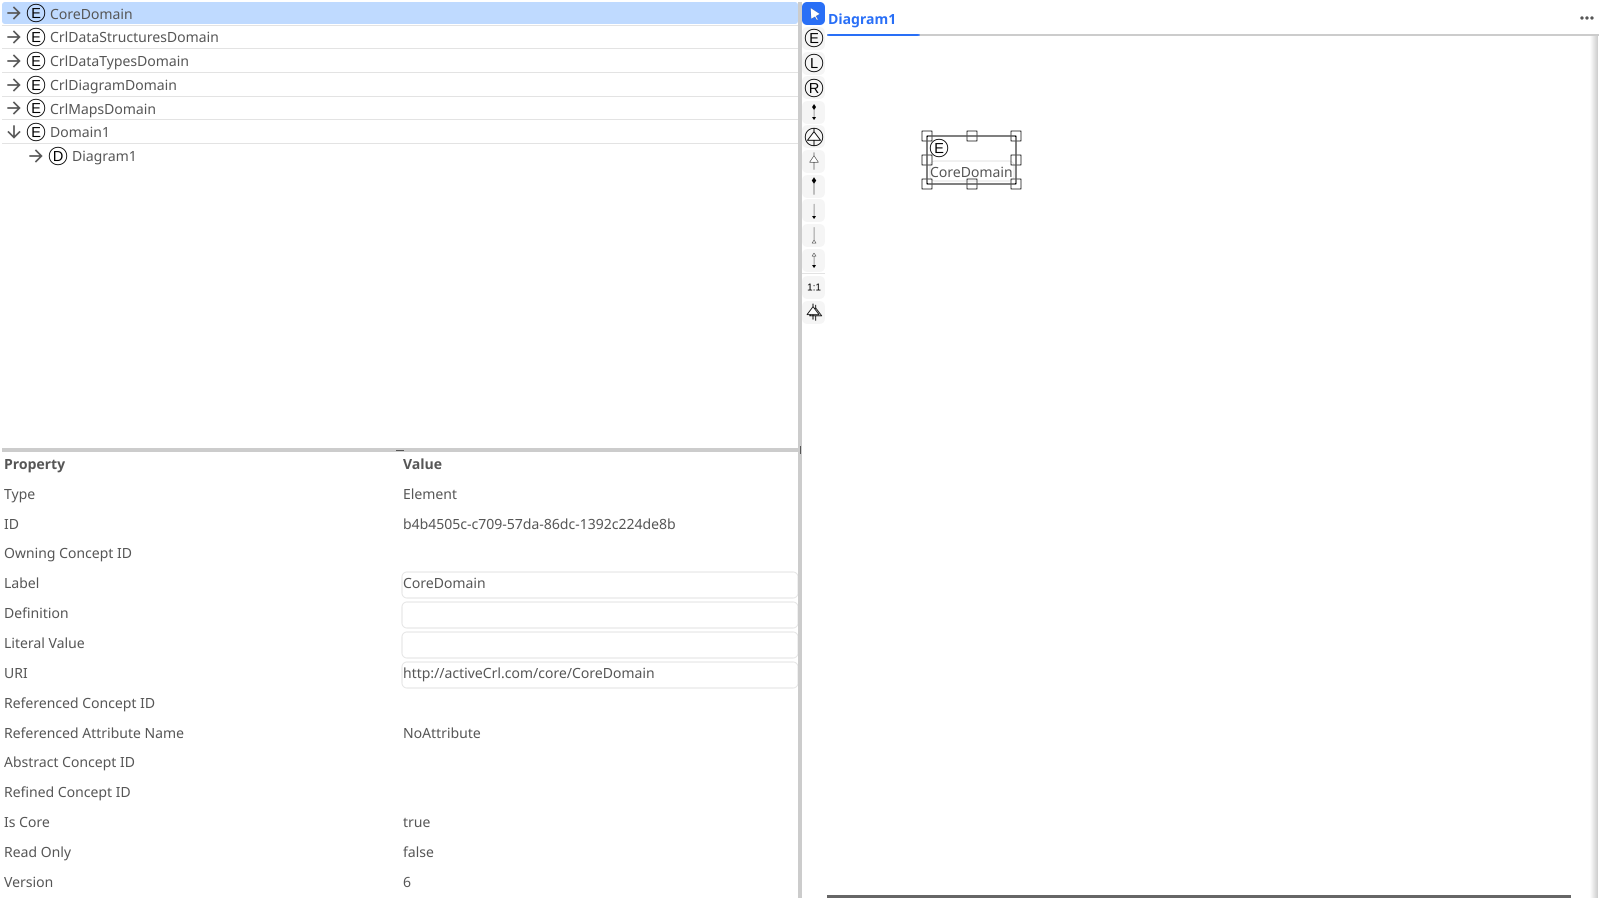 E CoreDomain
E CrlDataStructuresDomain
E CrlDataTypesDomain
E CrlDiagramDomain
E CrlMapsDomain
E Domain1
D Diagram1
Property Value
Type Element
ID b4b4505c-c709-57da-86dc-1392c224de8b
Owning Concept ID
Label CoreDomain
Definition
Literal Value
URI http://activeCrl.com/core/CoreDomain
Referenced Concept ID
Referenced Attribute Name NoAttribute
Abstract Concept ID
Refined Concept ID
Is Core true
Read Only false
Version 6
E
L
R
1:1
Diagram1
E
CoreDomain